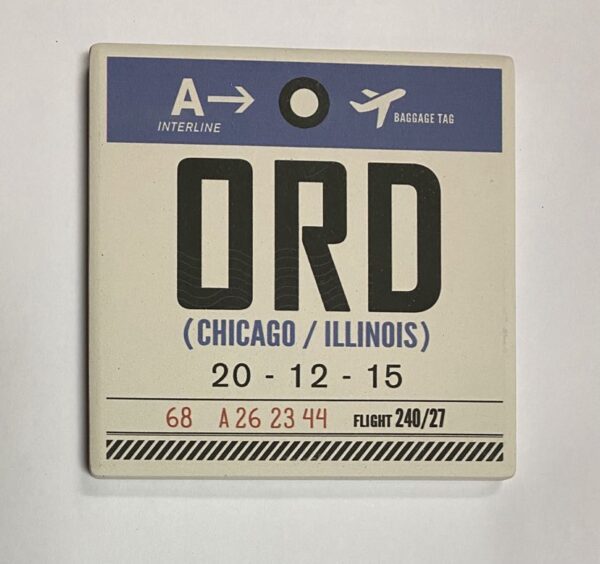 A→
INTERLINE
BAGGAGE TAG
ORD
(CHICAGO / ILLINOIS)
20 - 12 - 15
68 A 26 23 44 FLIGHT 240/27